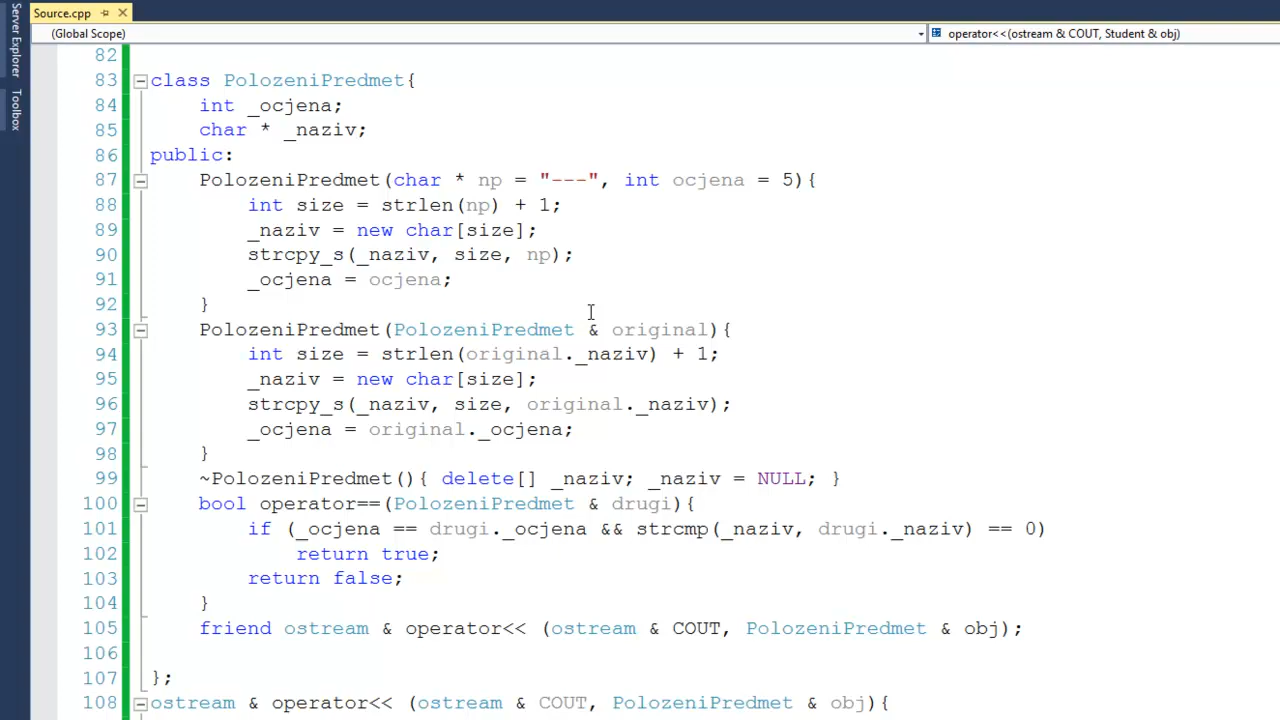 Source.cpp
Server Explorer
Toolbox
(Global Scope)
operator<<(ostream & COUT, Student & obj)
82
83 class PolozeniPredmet{
84 int _ocjena;
85 char * _naziv;
86 public:
87 PolozeniPredmet(char * np = "---", int ocjena = 5){
88 int size = strlen(np) + 1;
89 _naziv = new char[size];
90 strcpy_s(_naziv, size, np);
91 _ocjena = ocjena;
92 }
93 PolozeniPredmet(PolozeniPredmet & original){
94 int size = strlen(original._naziv) + 1;
95 _naziv = new char[size];
96 strcpy_s(_naziv, size, original._naziv);
97 _ocjena = original._ocjena;
98 }
99 ~PolozeniPredmet(){ delete[] _naziv; _naziv = NULL; }
100 bool operator==(PolozeniPredmet & drugi){
101 if (_ocjena == drugi._ocjena && strcmp(_naziv, drugi._naziv) == 0)
102 return true;
103 return false;
104 }
105 friend ostream & operator<< (ostream & COUT, PolozeniPredmet & obj);
106
107 };
108 ostream & operator<< (ostream & COUT, PolozeniPredmet & obj){